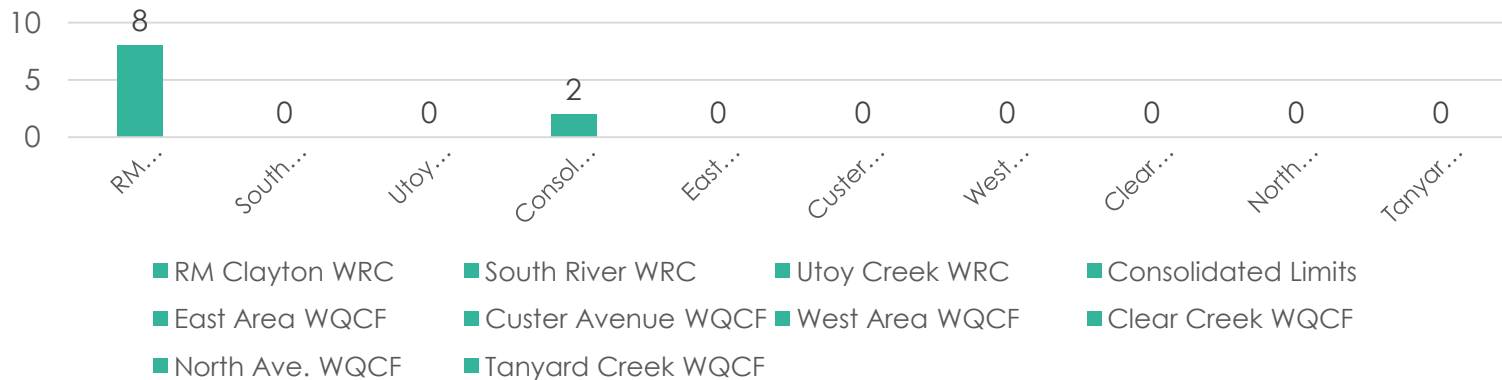 10
8
5
2
0 0 0 0 0 0 0 0
0
RM... South... Utoy... Consol... East... Custer... West... Clear... North... Tanyar...
RM Clayton WRC South River WRC Utoy Creek WRC Consolidated Limits
East Area WQCF Custer Avenue WQCF West Area WQCF Clear Creek WQCF
North Ave. WQCF Tanyard Creek WQCF